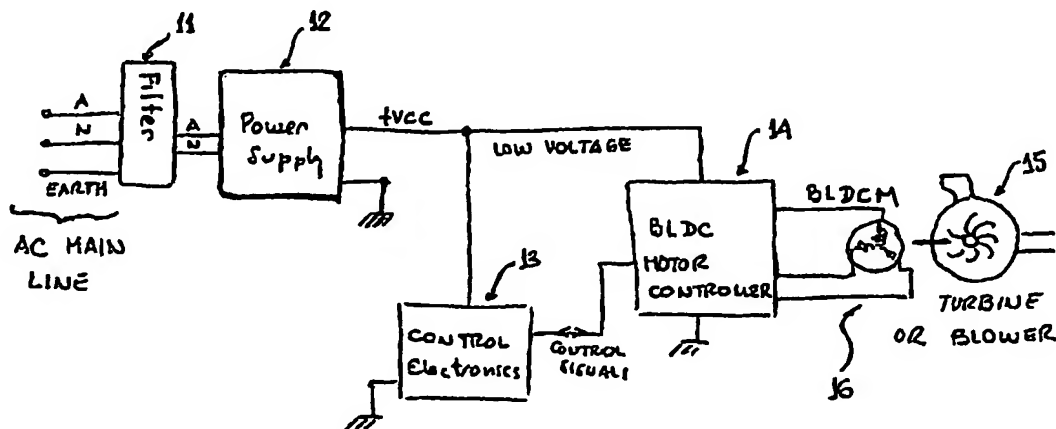 11
12
A
N
EARTH
Filter
A
N
Power
Supply
+VCC
LOW VOLTAGE
14
BLDCM
15
AC MAIN
LINE
13
CONTROL
Electronics
CONTROL
SIGNALS
BLDC
MOTOR
CONTROLLER
TURBINE
OR BLOWER
16